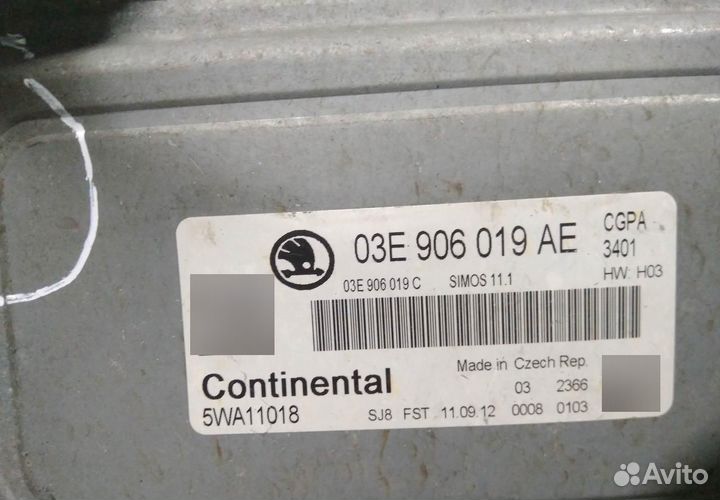 03E 906 019 AE
CGPA
3401
HW: H03
03E 906 019 C SIMOS 11.1
Made in Czech Rep.
Continental
03 2366
5WA11018
SJ8 FST 11.09.12 0008 0103
Avito